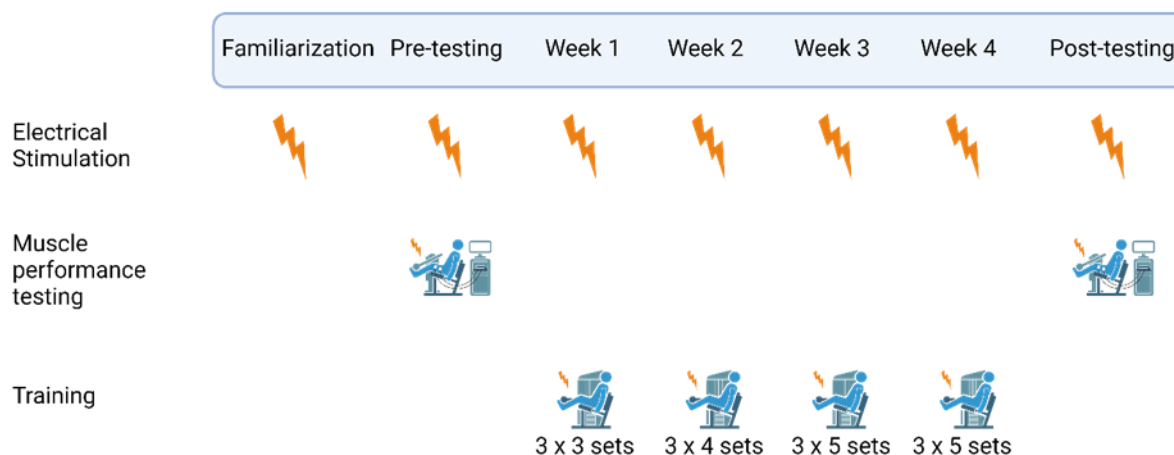 Familiarization Pre-testing Week 1 Week 2 Week 3 Week 4 Post-testing
Electrical
Stimulation
Muscle
performance
testing
Training
3 x 3 sets 3 x 4 sets 3 x 5 sets 3 x 5 sets